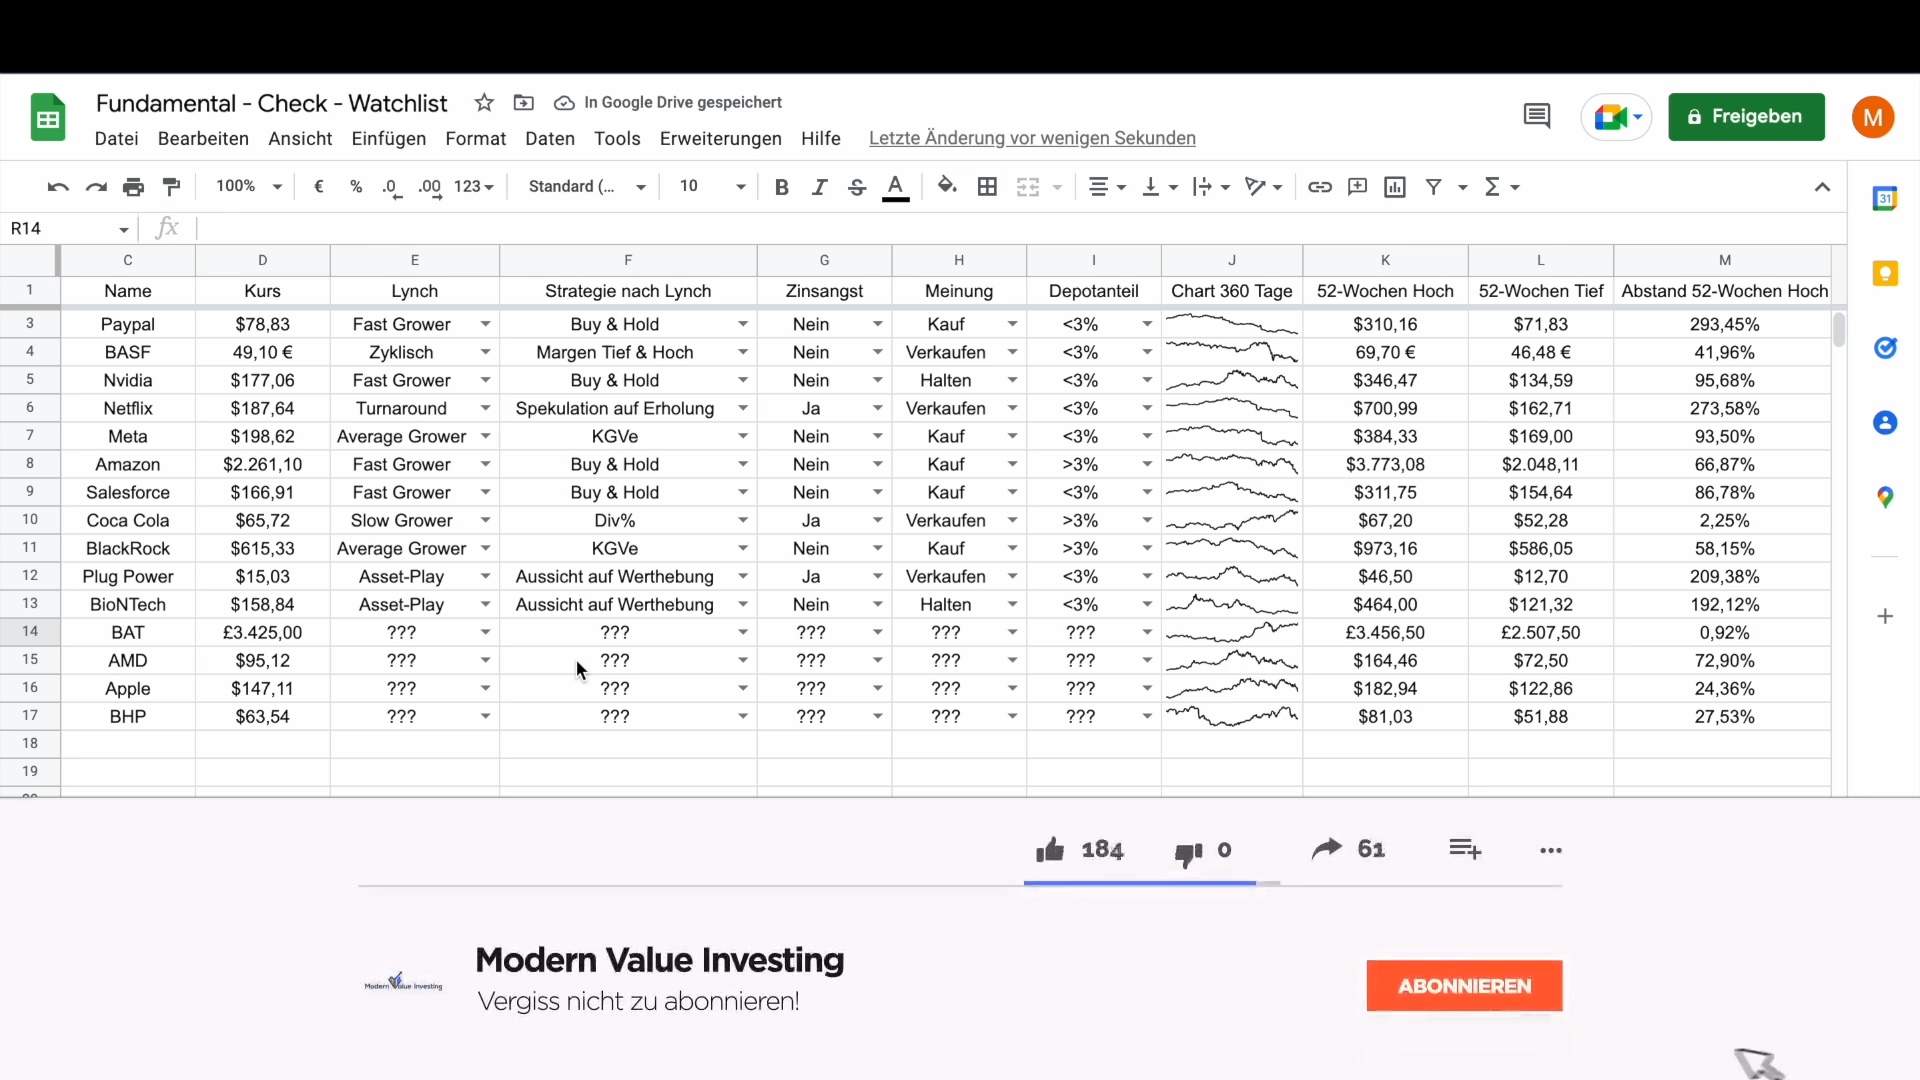 Fundamental - Check - Watchlist In Google Drive gespeichert
Freigeben M
Datei Bearbeiten Ansicht Einfügen Format Daten Tools Erweiterungen Hilfe Letzte Änderung vor wenigen Sekunden
100% € % .0 .00 123 Standard (... 10 B I S A Σ 31
R14 fx
C D E F G H I J K L M
1 Name Kurs Lynch Strategie nach Lynch Zinsangst Meinung Depotanteil Chart 360 Tage 52-Wochen Hoch 52-Wochen Tief Abstand 52-Wochen Hoch
3 Paypal $78,83 Fast Grower Buy & Hold Nein Kauf <3% $310,16 $71,83 293,45%
4 BASF 49,10 € Zyklisch Margen Tief & Hoch Nein Verkaufen <3% 69,70 € 46,48 € 41,96%
5 Nvidia $177,06 Fast Grower Buy & Hold Nein Halten <3% $346,47 $134,59 95,68%
6 Netflix $187,64 Turnaround Spekulation auf Erholung Ja Verkaufen <3% $700,99 $162,71 273,58%
7 Meta $198,62 Average Grower KGVe Nein Kauf <3% $384,33 $169,00 93,50%
8 Amazon $2.261,10 Fast Grower Buy & Hold Nein Kauf >3% $3.773,08 $2.048,11 66,87%
9 Salesforce $166,91 Fast Grower Buy & Hold Nein Kauf <3% $311,75 $154,64 86,78%
10 Coca Cola $65,72 Slow Grower Div% Ja Verkaufen >3% $67,20 $52,28 2,25%
11 BlackRock $615,33 Average Grower KGVe Nein Kauf >3% $973,16 $586,05 58,15%
12 Plug Power $15,03 Asset-Play Aussicht auf Werthebung Ja Verkaufen <3% $46,50 $12,70 209,38%
13 BioNTech $158,84 Asset-Play Aussicht auf Werthebung Nein Halten <3% $464,00 $121,32 192,12%
14 BAT £3.425,00 ??? ??? ??? ??? ??? £3.456,50 £2.507,50 0,92%
15 AMD $95,12 ??? ??? ??? ??? ??? $164,46 $72,50 72,90%
16 Apple $147,11 ??? ??? ??? ??? ??? $182,94 $122,86 24,36%
17 BHP $63,54 ??? ??? ??? ??? ??? $81,03 $51,88 27,53%
18
19
184 0 61
Modern Value Investing
Modern Value Investing
Vergiss nicht zu abonnieren!
ABONNIEREN